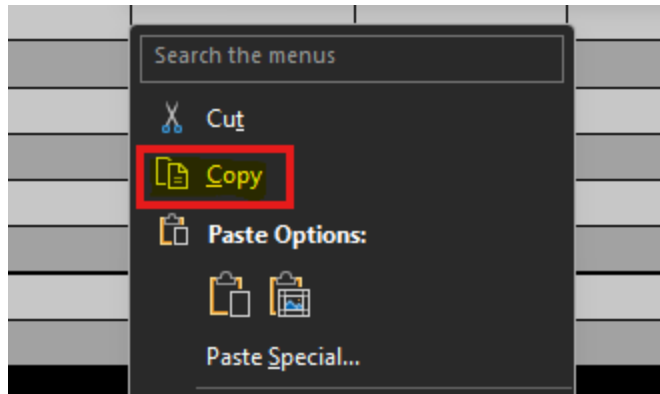 Search the menus
Cut
Copy
Paste Options:
Paste Special...